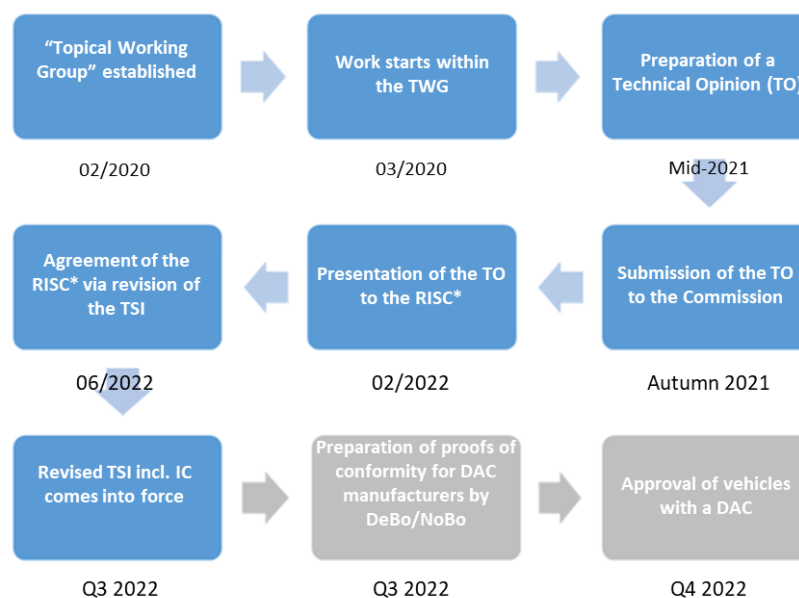 “Topical Working
Group” established
02/2020
Work starts within
the TWG
03/2020
Preparation of a
Technical Opinion (TO)
Mid-2021
Submission of the TO
to the Commission
Autumn 2021
Presentation of the TO
to the RISC*
02/2022
Agreement of the
RISC* via revision of
the TSI
06/2022
Revised TSI incl. IC
comes into force
Q3 2022
Preparation of proofs of
conformity for DAC
manufacturers by
DeBo/NoBo
Q3 2022
Approval of vehicles
with a DAC
Q4 2022